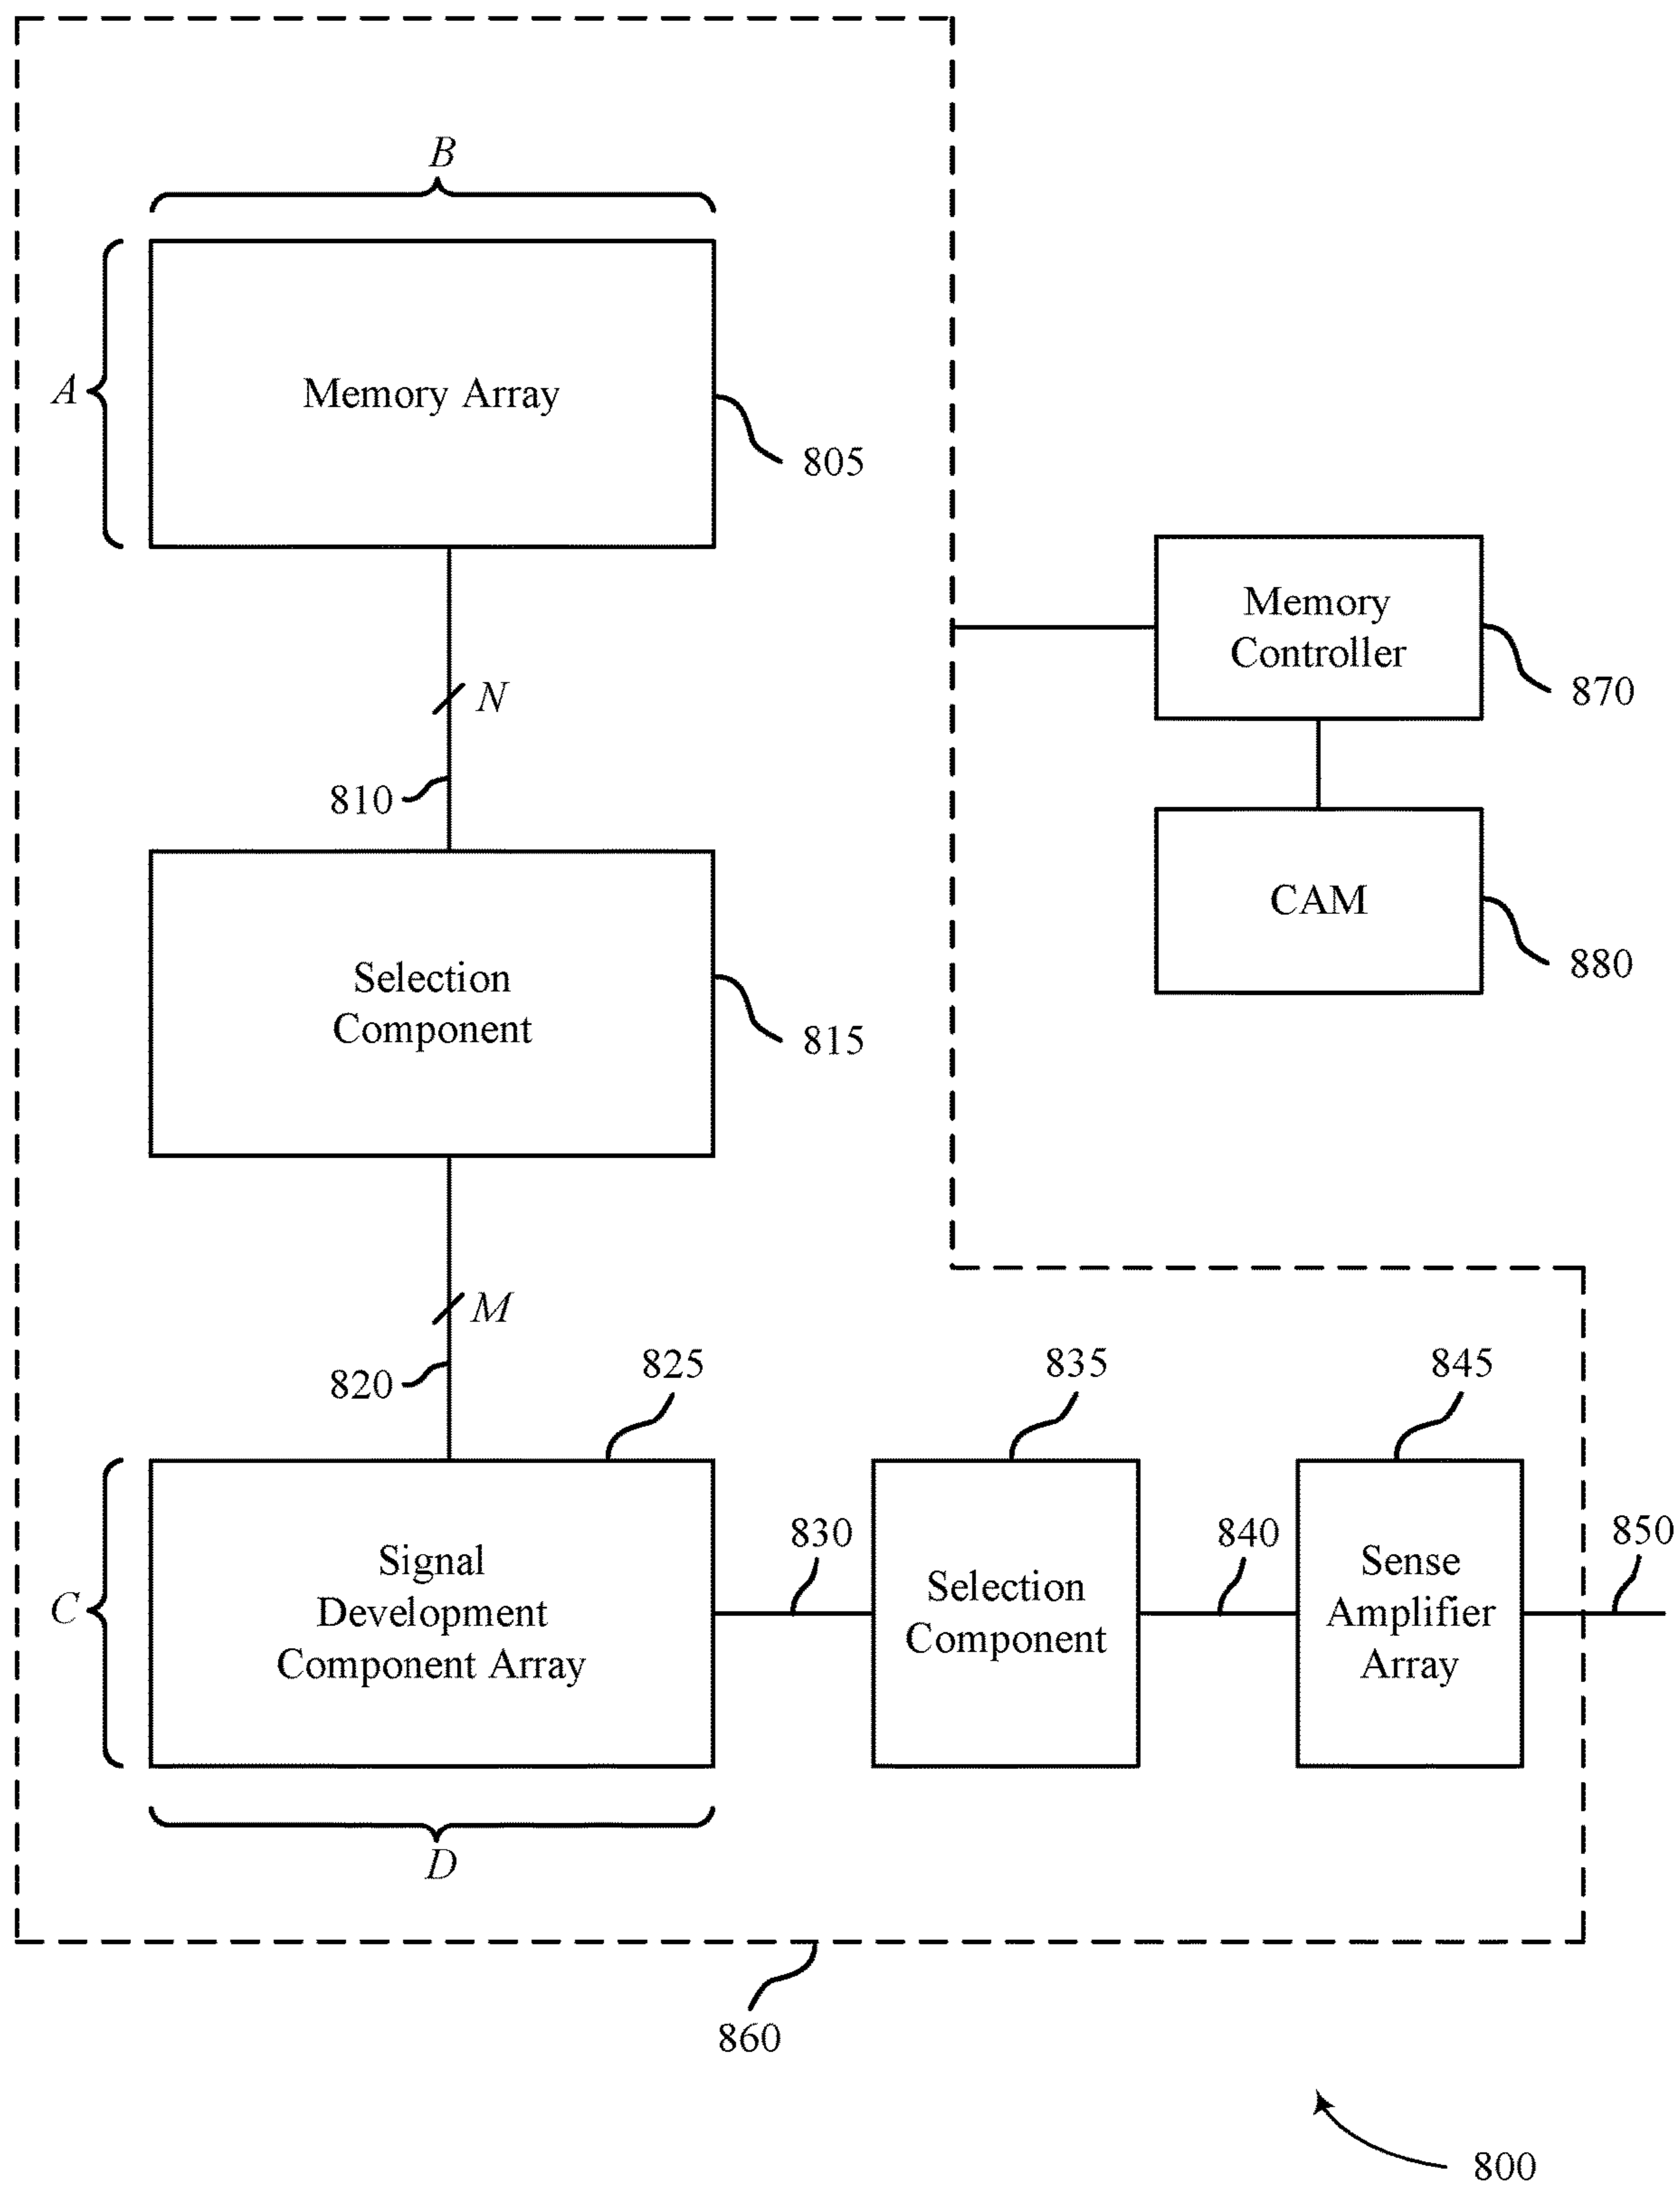 B
A
Memory Array
805
N
810
Memory
Controller
870
CAM
880
Selection
Component
815
M
820
825
835
845
C
Signal
Development
Component Array
830
Selection
Component
840
Sense
Amplifier
Array
850
D
860
800